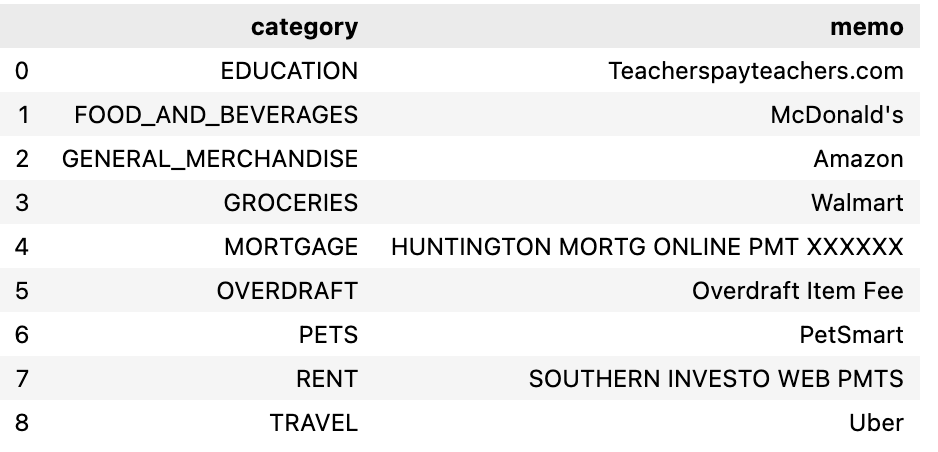 category memo
0 EDUCATION Teacherspayteachers.com
1 FOOD_AND_BEVERAGES McDonald's
2 GENERAL_MERCHANDISE Amazon
3 GROCERIES Walmart
4 MORTGAGE HUNTINGTON MORTG ONLINE PMT XXXXXX
5 OVERDRAFT Overdraft Item Fee
6 PETS PetSmart
7 RENT SOUTHERN INVESTO WEB PMTS
8 TRAVEL Uber